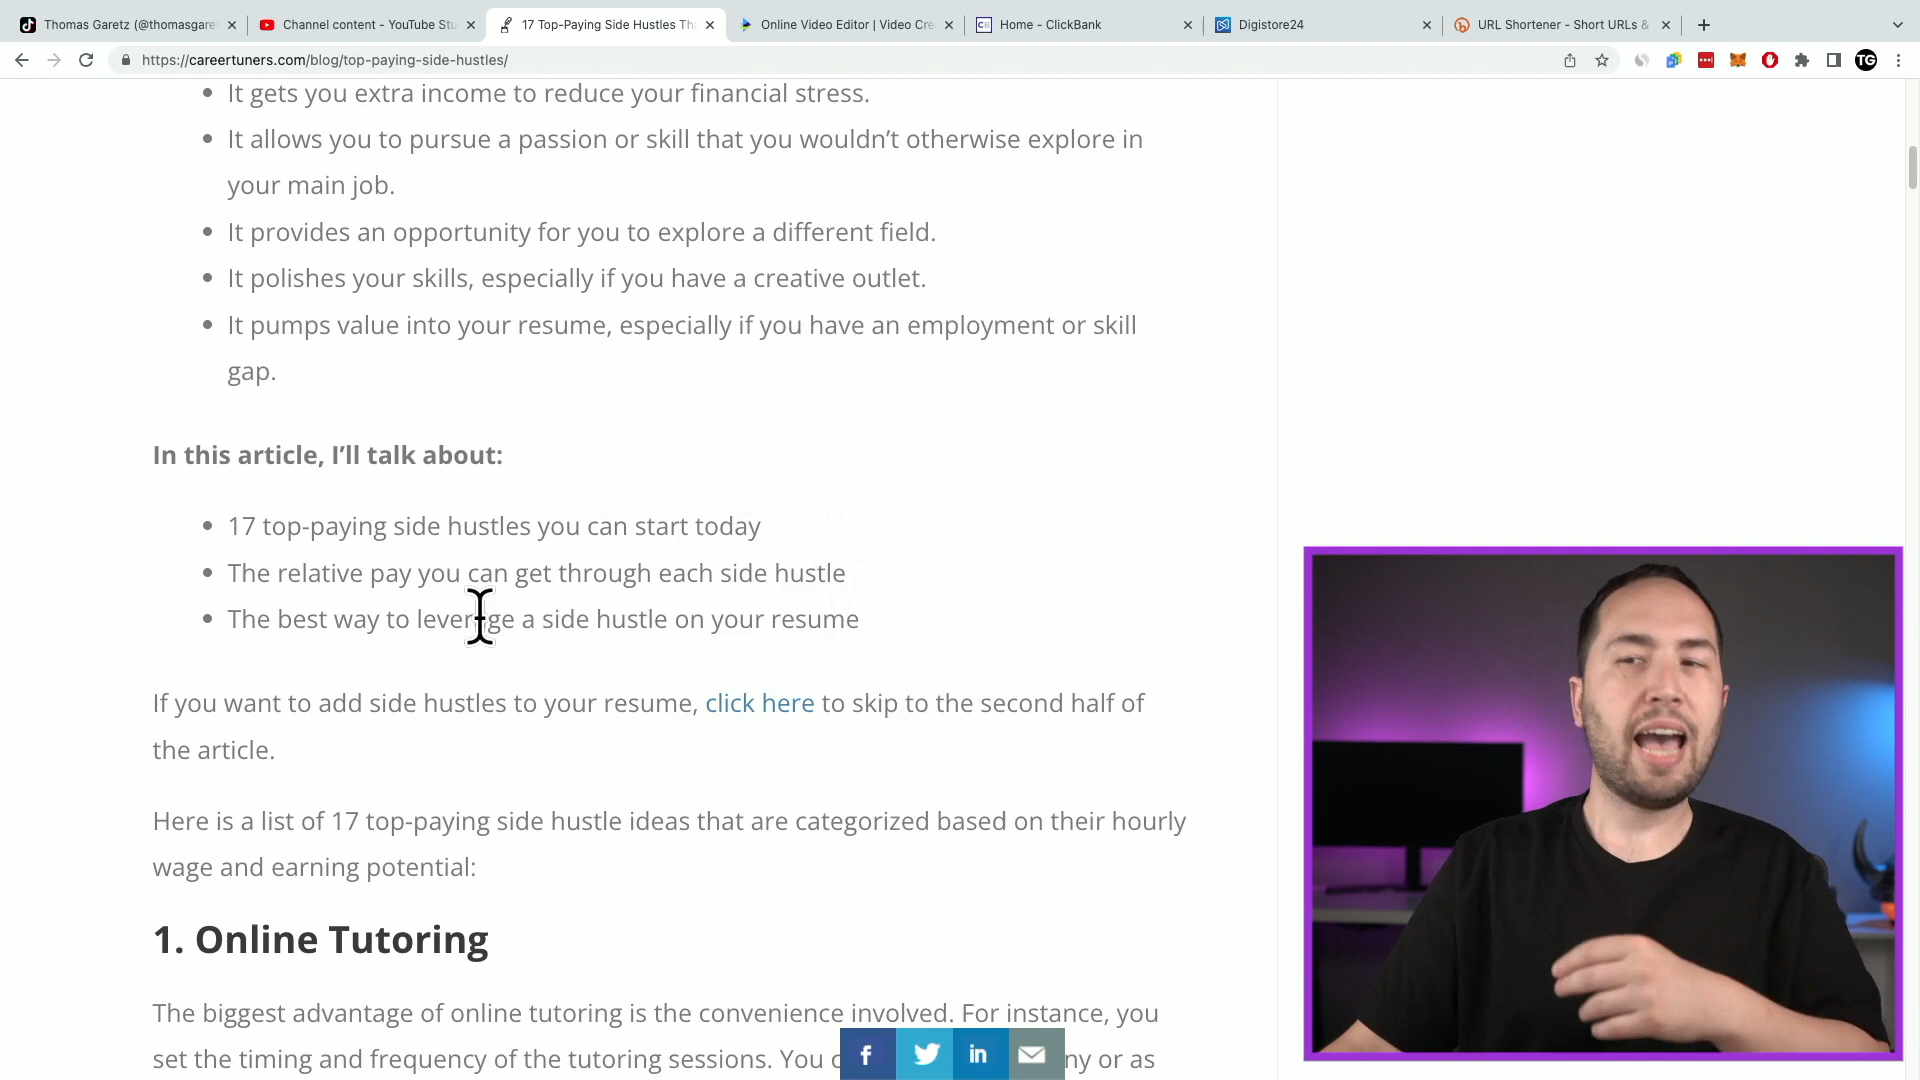 Thomas Garetz (@thomasgaret
Channel content - YouTube Stu
17 Top-Paying Side Hustles Tha
Online Video Editor | Video Cre
CB
Home - ClickBank
Digistore24
URL Shortener - Short URLs &
https://careertuners.com/blog/top-paying-side-hustles/
TG
It gets you extra income to reduce your financial stress.
It allows you to pursue a passion or skill that you wouldn’t otherwise explore in
your main job.
It provides an opportunity for you to explore a different field.
It polishes your skills, especially if you have a creative outlet.
It pumps value into your resume, especially if you have an employment or skill
gap.
In this article, I’ll talk about:
17 top-paying side hustles you can start today
The relative pay you can get through each side hustle
The best way to leverage a side hustle on your resume
If you want to add side hustles to your resume, click here to skip to the second half of
the article.
Here is a list of 17 top-paying side hustle ideas that are categorized based on their hourly
wage and earning potential:
1. Online Tutoring
The biggest advantage of online tutoring is the convenience involved. For instance, you
set the timing and frequency of the tutoring sessions. You c ny or as